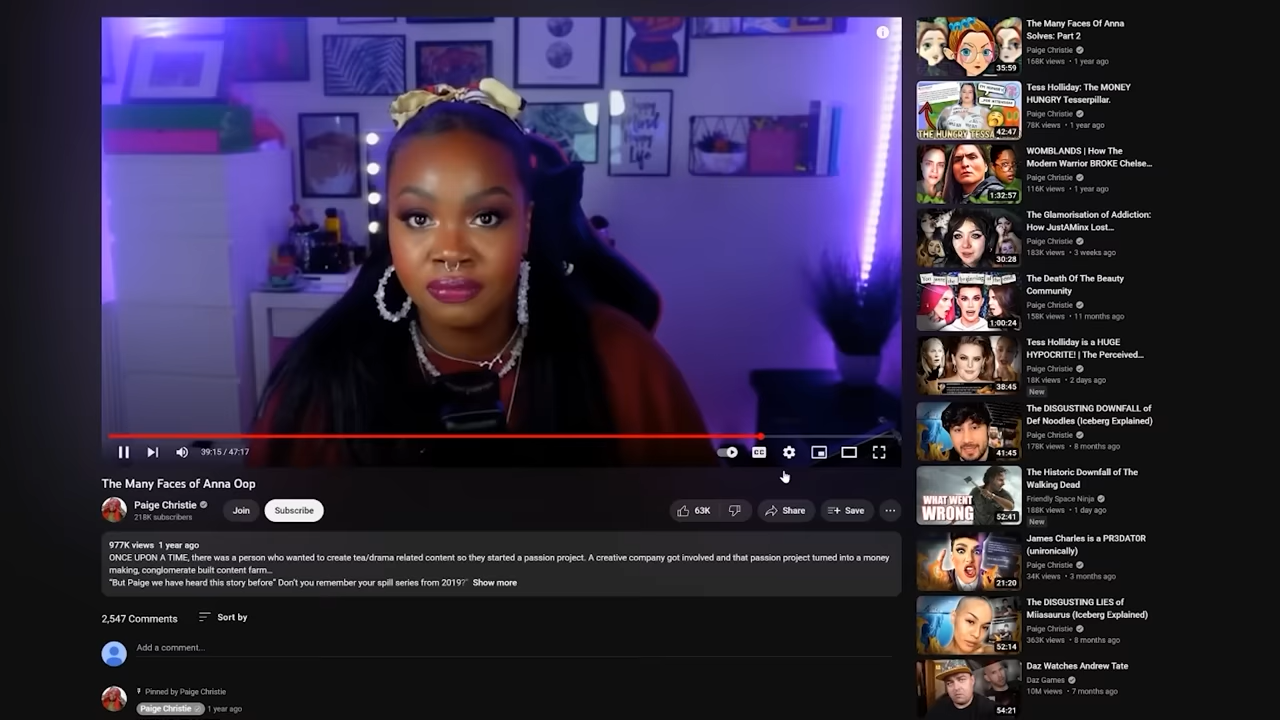 39:15 / 47:17
CC
The Many Faces of Anna Oop
Paige Christie
218K subscribers
Join
Subscribe
63K
Share
Save
977K views 1 year ago
ONCE UPON A TIME, there was a person who wanted to create tea/drama related content so they started a passion project. A creative company got involved and that passion project turned into a money
making, conglomerate built content farm...
"But Paige we have heard this story before" Don't you remember your spill series from 2019?" Show more
2,547 Comments
Sort by
Add a comment...
Pinned by Paige Christie
Paige Christie
1 year ago
35:59
The Many Faces Of Anna
Solves: Part 2
Paige Christie
168K views • 1 year ago
THE HUNGRY TESSA
42:47
Tess Holliday: The MONEY
HUNGRY Tesserpillar.
Paige Christie
78K views • 1 year ago
1:32:57
WOMBLANDS | How The
Modern Warrior BROKE Chelse...
Paige Christie
116K views • 1 year ago
30:28
The Glamorisation of Addiction:
How JustAMinx Lost...
Paige Christie
183K views • 3 weeks ago
1:00:24
The Death Of The Beauty
Community
Paige Christie
158K views • 11 months ago
38:45
Tess Holliday is a HUGE
HYPOCRITE! | The Perceived...
Paige Christie
18K views • 2 days ago
New
41:45
The DISGUSTING DOWNFALL of
Def Noodles (Iceberg Explained)
Paige Christie
178K views • 8 months ago
WHAT WENT
WRONG
52:41
The Historic Downfall of The
Walking Dead
Friendly Space Ninja
188K views • 1 day ago
New
21:20
James Charles is a PR3DAT0R
(unironically)
Paige Christie
34K views • 3 months ago
52:14
The DISGUSTING LIES of
Miiasaurus (Iceberg Explained)
Paige Christie
363K views • 8 months ago
54:21
Daz Watches Andrew Tate
Daz Games
10M views • 7 months ago